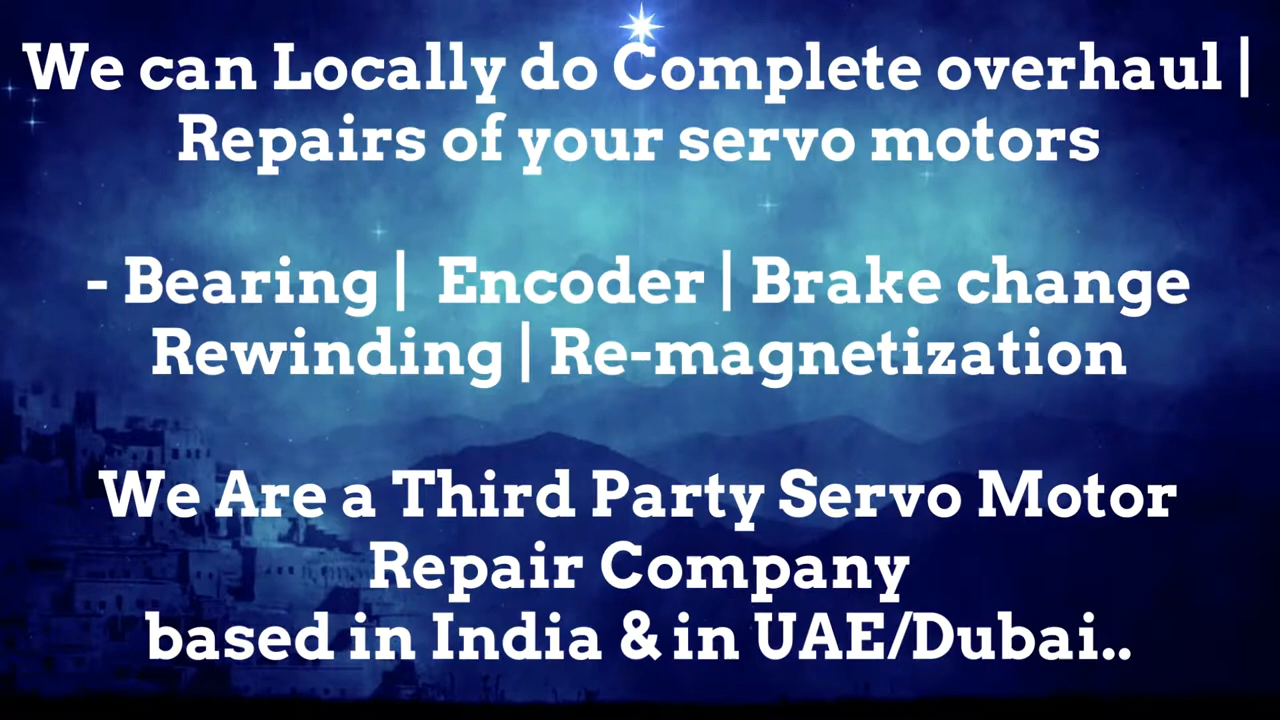 We can Locally do Complete overhaul |
Repairs of your servo motors
- Bearing | Encoder | Brake change
Rewinding | Re-magnetization
We Are a Third Party Servo Motor
Repair Company
based in India & in UAE/Dubai..